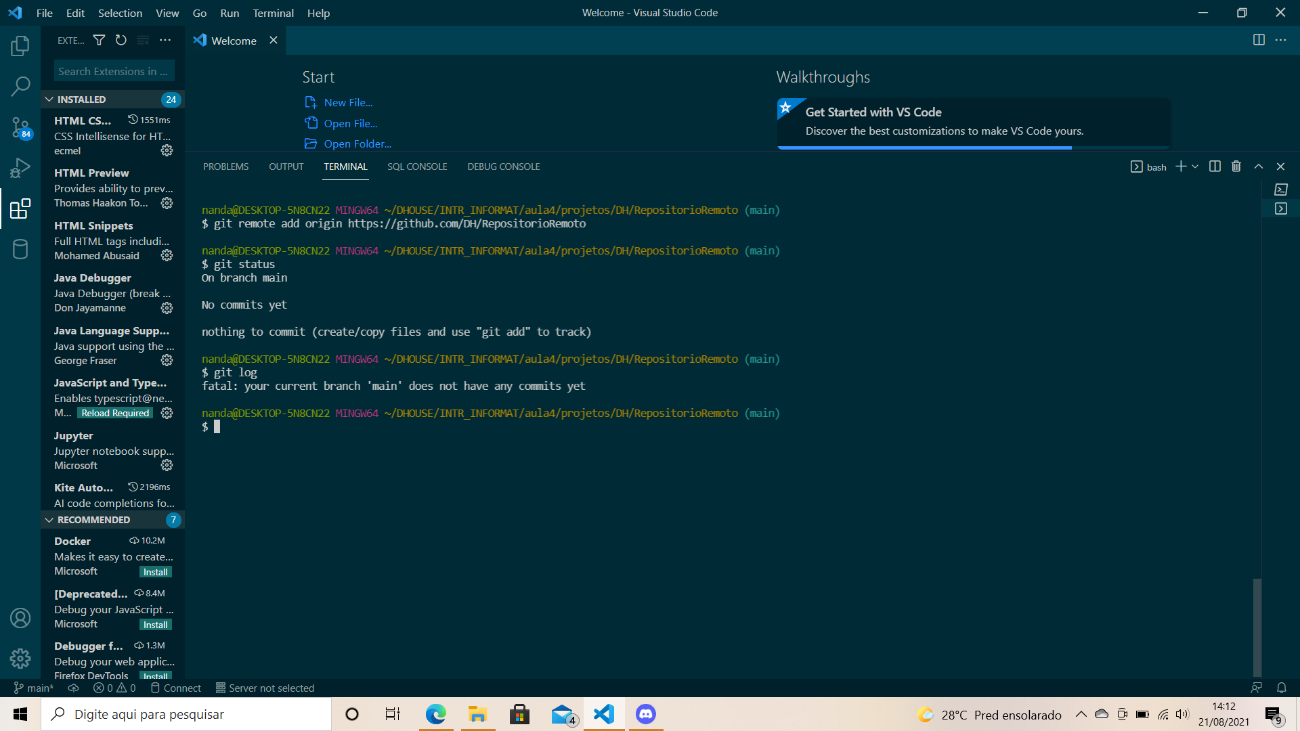 File Edit Selection View Go Run Terminal Help
Welcome - Visual Studio Code
EXTE...
Welcome
Search Extensions in ...
INSTALLED 24
HTML CS... 1551ms
CSS Intellisense for HT...
ecmel
HTML Preview
Provides ability to prev...
Thomas Haakon To...
HTML Snippets
Full HTML tags includi...
Mohamed Abusaid
Java Debugger
Java Debugger (break ...
Don Jayamanne
Java Language Supp...
Java support using the ...
George Fraser
JavaScript and Type...
Enables typescript@ne...
M... Reload Required
Jupyter
Jupyter notebook supp...
Microsoft
Kite Auto... 2196ms
AI code completions fo...
RECOMMENDED 7
Docker 10.2M
Makes it easy to create...
Microsoft Install
[Deprecated... 8.4M
Debug your JavaScript ...
Microsoft Install
Debugger f... 1.3M
Debug your web applic...
Firefox DevTools Install
84
Start
New File...
Open File...
Open Folder...
Walkthroughs
Get Started with VS Code
Discover the best customizations to make VS Code yours.
PROBLEMS OUTPUT TERMINAL SQL CONSOLE DEBUG CONSOLE
bash
nanda@DESKTOP-5N8CN22 MINGW64 ~/DHOUSE/INTR_INFORMAT/aula4/projetos/DH/RepositorioRemoto (main)
$ git remote add origin https://github.com/DH/RepositorioRemoto
nanda@DESKTOP-5N8CN22 MINGW64 ~/DHOUSE/INTR_INFORMAT/aula4/projetos/DH/RepositorioRemoto (main)
$ git status
On branch main
No commits yet
nothing to commit (create/copy files and use "git add" to track)
nanda@DESKTOP-5N8CN22 MINGW64 ~/DHOUSE/INTR_INFORMAT/aula4/projetos/DH/RepositorioRemoto (main)
$ git log
fatal: your current branch 'main' does not have any commits yet
nanda@DESKTOP-5N8CN22 MINGW64 ~/DHOUSE/INTR_INFORMAT/aula4/projetos/DH/RepositorioRemoto (main)
$
main* 0 0 Connect Server not selected
Digite aqui para pesquisar
4
28°C Pred ensolarado
14:12
21/08/2021
9